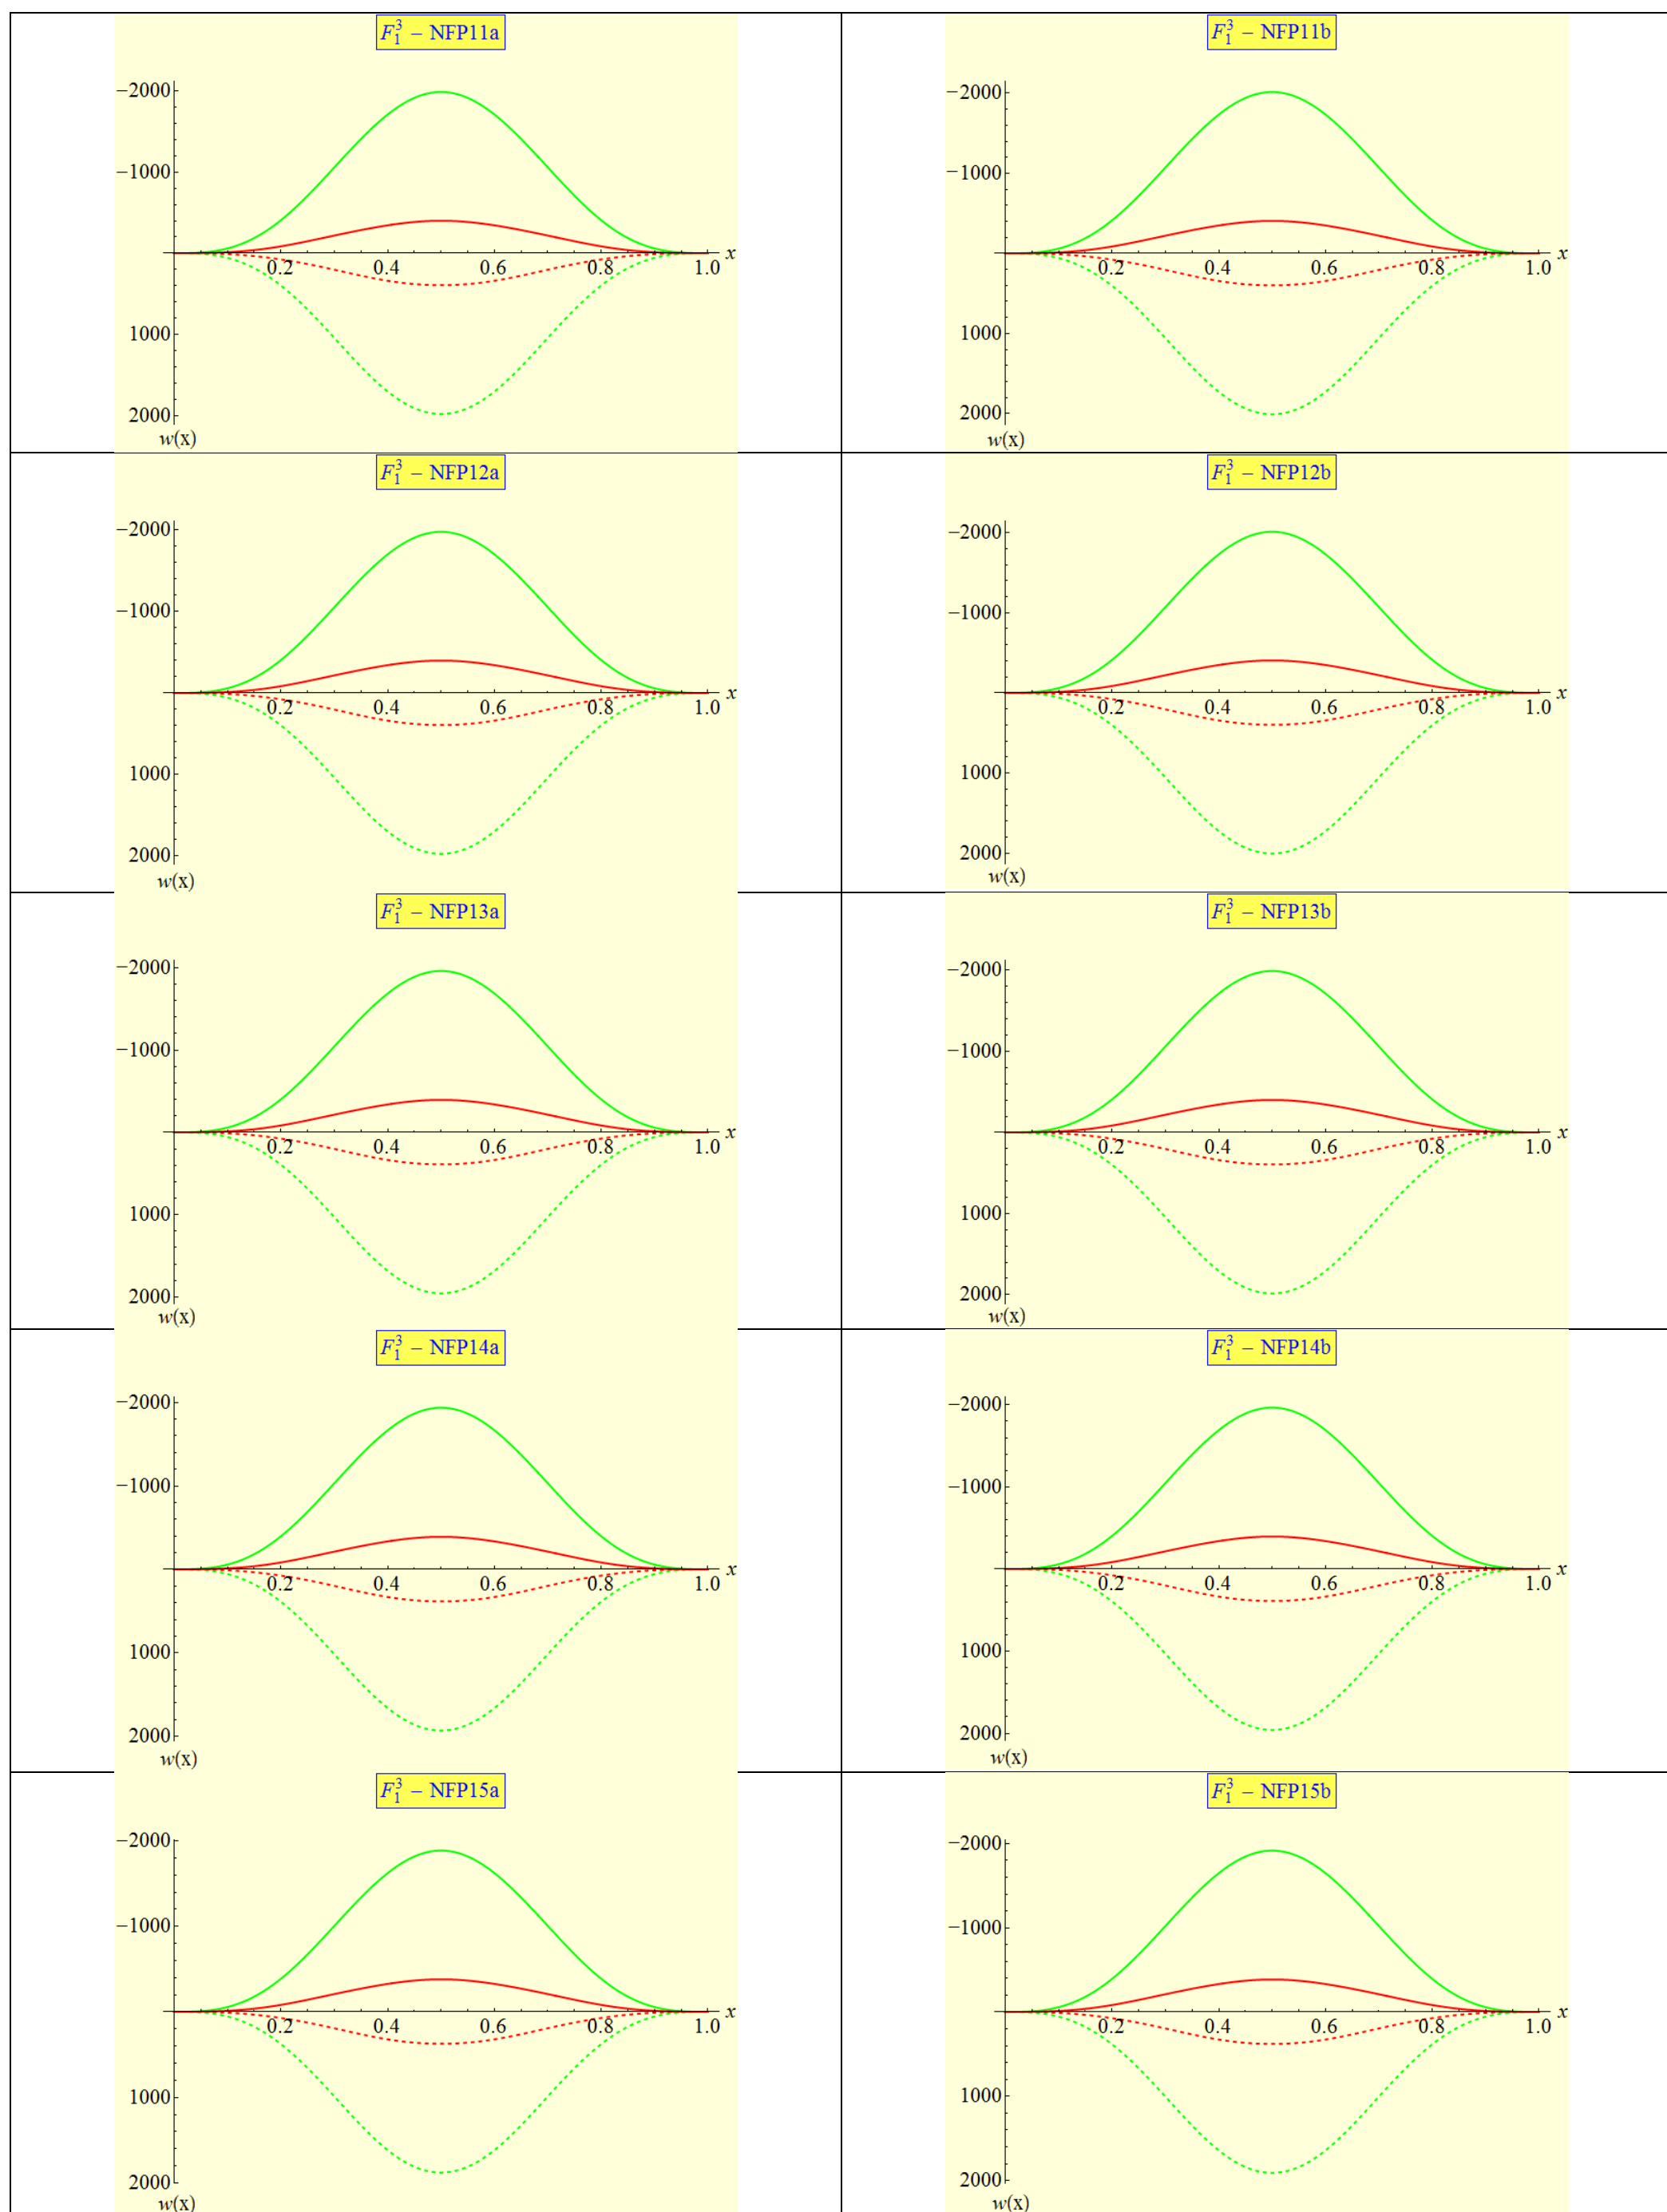 F₁³ – NFP11a
−2000
−1000
x
0.2 0.4 0.6 0.8 1.0
1000
2000
w(x)
F₁³ – NFP11b
−2000
−1000
x
0.2 0.4 0.6 0.8 1.0
1000
2000
w(x)
F₁³ – NFP12a
−2000
−1000
x
0.2 0.4 0.6 0.8 1.0
1000
2000
w(x)
F₁³ – NFP12b
−2000
−1000
x
0.2 0.4 0.6 0.8 1.0
1000
2000
w(x)
F₁³ – NFP13a
−2000
−1000
x
0.2 0.4 0.6 0.8 1.0
1000
2000
w(x)
F₁³ – NFP13b
−2000
−1000
x
0.2 0.4 0.6 0.8 1.0
1000
2000
w(x)
F₁³ – NFP14a
−2000
−1000
x
0.2 0.4 0.6 0.8 1.0
1000
2000
w(x)
F₁³ – NFP14b
−2000
−1000
x
0.2 0.4 0.6 0.8 1.0
1000
2000
w(x)
F₁³ – NFP15a
−2000
−1000
x
0.2 0.4 0.6 0.8 1.0
1000
2000
w(x)
F₁³ – NFP15b
−2000
−1000
x
0.2 0.4 0.6 0.8 1.0
1000
2000
w(x)